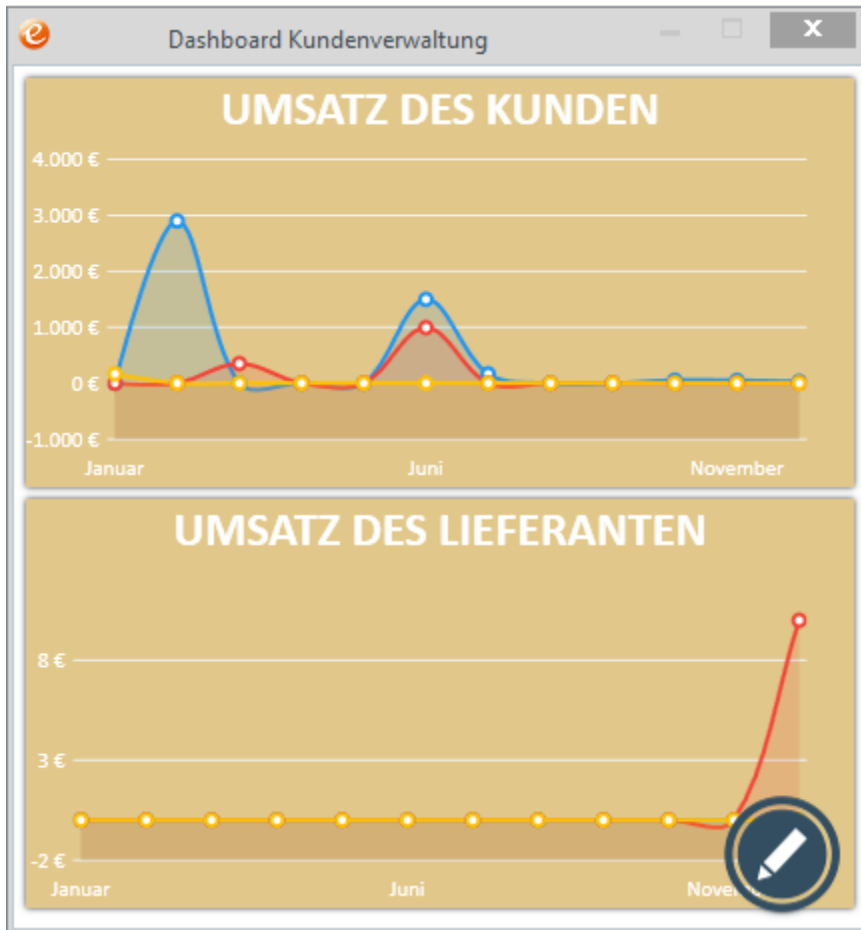 Dashboard Kundenverwaltung
X
UMSATZ DES KUNDEN
4.000 €
3.000 €
2.000 €
1.000 €
0 €
-1.000 €
Januar Juni November
UMSATZ DES LIEFERANTEN
8 €
3 €
-2 €
Januar Juni